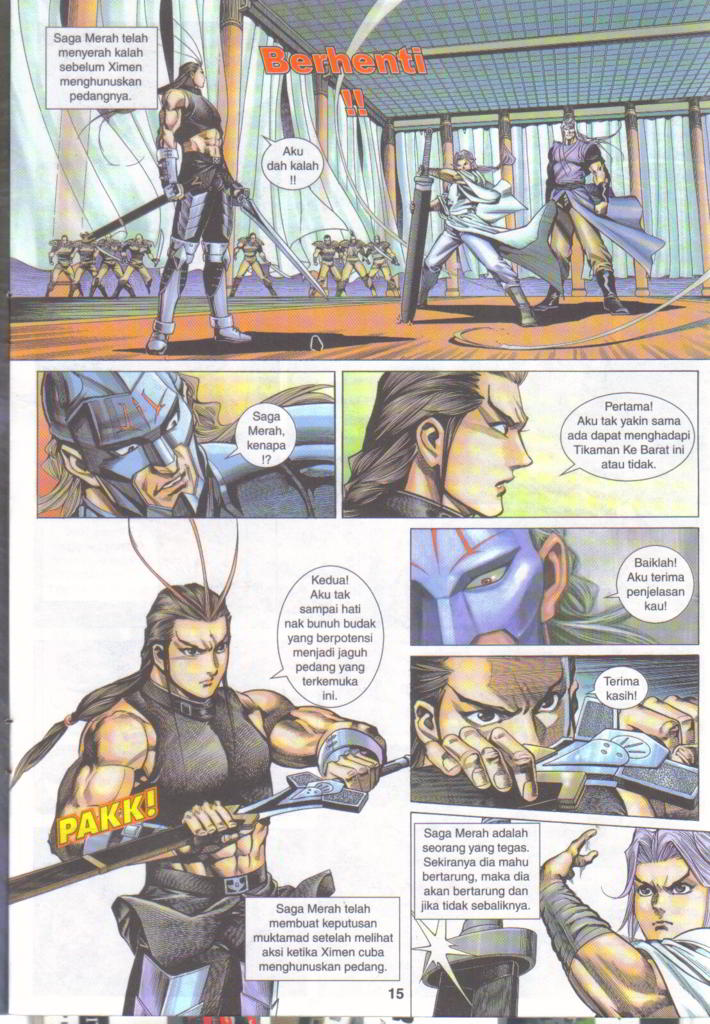 Saga Merah telah
menyerah kalah
sebelum Ximen
menghunuskan
pedangnya.
Berhenti
!!
Aku
dah kalah
!!
Saga
Merah,
kenapa
!?
Pertama!
Aku tak yakin sama
ada dapat menghadapi
Tikaman Ke Barat ini
atau tidak.
Kedua!
Aku tak
sampai hati
nak bunuh budak
yang berpotensi
menjadi jaguh
pedang yang
terkemuka
ini.
Baiklah!
Aku terima
penjelasan
kau!
Terima
kasih!
PAKK!
Saga Merah telah
membuat keputusan
muktamad setelah melihat
aksi ketika Ximen cuba
menghunuskan pedang.
Saga Merah adalah
seorang yang tegas.
Sekiranya dia mahu
bertarung, maka dia
akan bertarung dan
jika tidak sebaliknya.
15